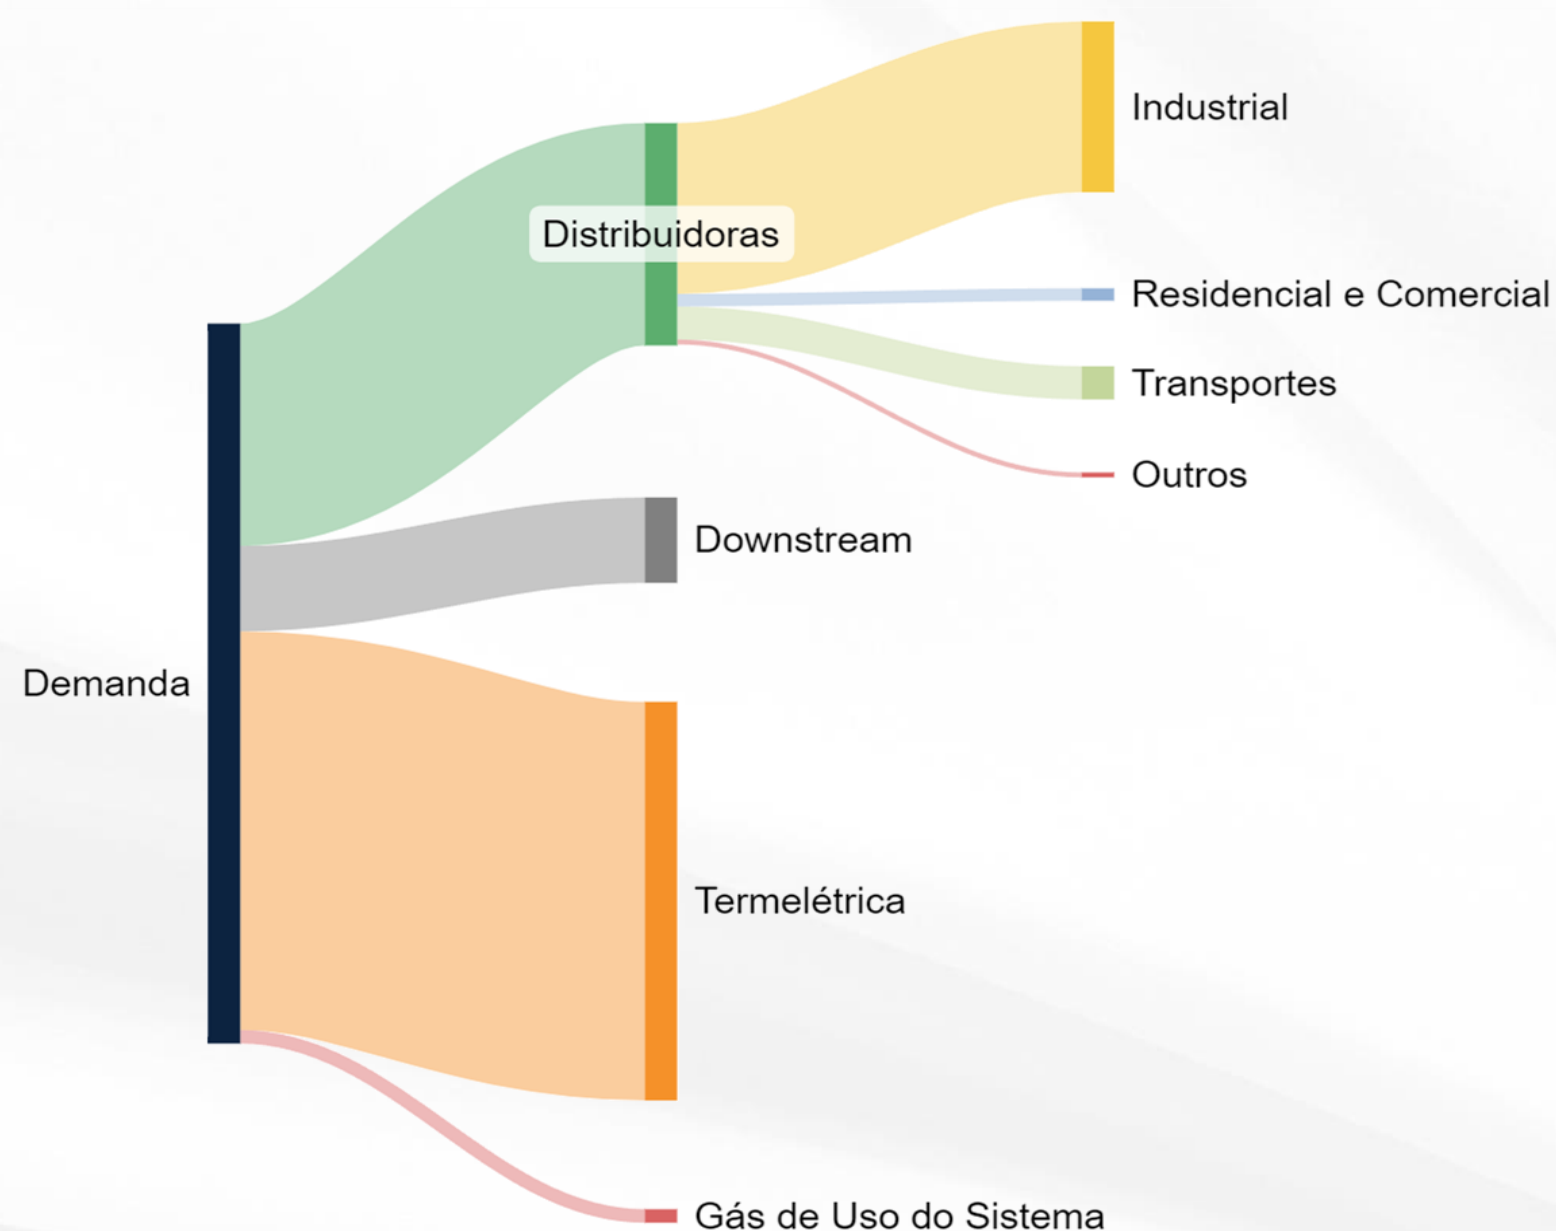 Industrial
Distribuidoras
Residencial e Comercial
Transportes
Outros
Downstream
Demanda
Termelétrica
Gás de Uso do Sistema